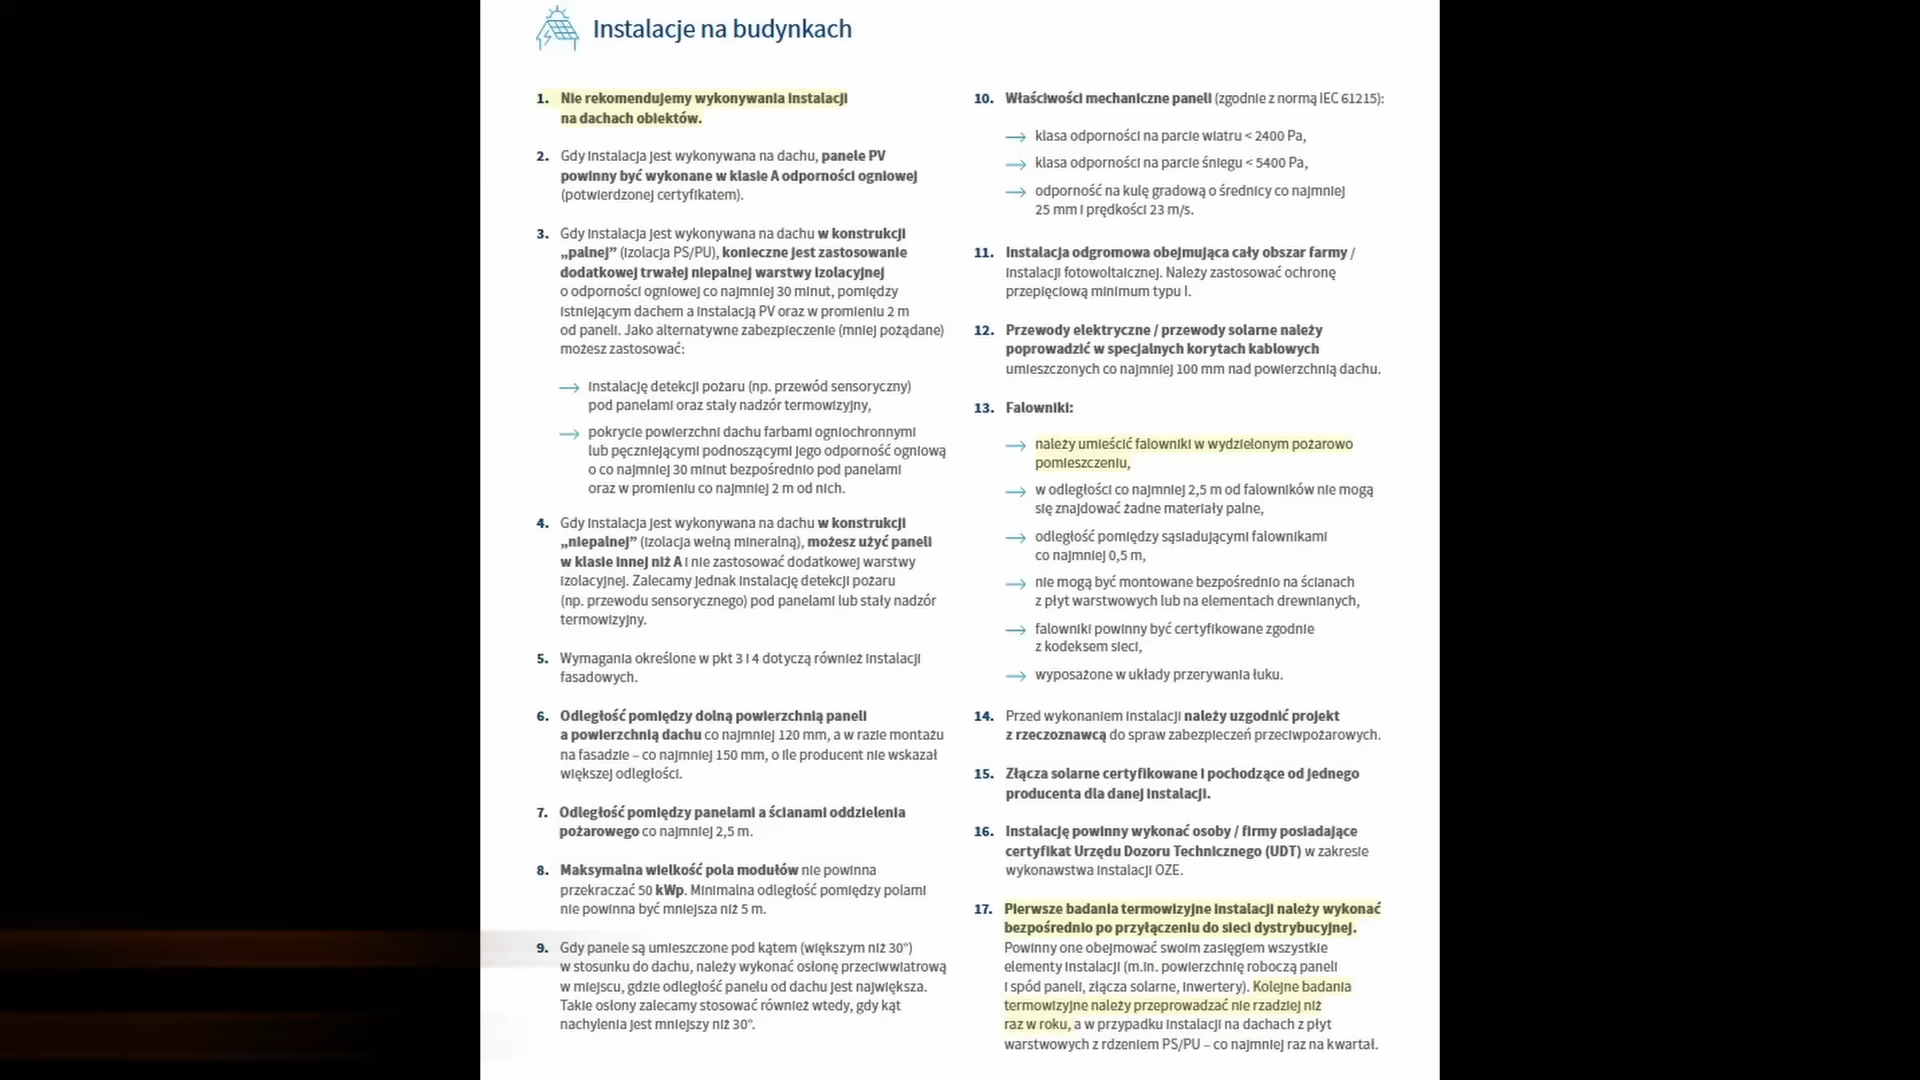 Instalacje na budynkach
1. Nie rekomendujemy wykonywania instalacji
na dachach obiektów.
2. Gdy instalacja jest wykonywana na dachu, panele PV
powinny być wykonane w klasie A odporności ogniowej
(potwierdzonej certyfikatem).
3. Gdy instalacja jest wykonywana na dachu w konstrukcji
„palnej” (izolacja PS/PU), konieczne jest zastosowanie
dodatkowej trwałej niepalnej warstwy izolacyjnej
o odporności ogniowej co najmniej 30 minut, pomiędzy
istniejącym dachem a instalacją PV oraz w promieniu 2 m
od paneli. Jako alternatywne zabezpieczenie (mniej pożądane)
możesz zastosować:
→ instalację detekcji pożaru (np. przewód sensoryczny)
pod panelami oraz stały nadzór termowizyjny,
→ pokrycie powierzchni dachu farbami ogniochronnymi
lub pęczniejącymi podnoszącymi jego odporność ogniową
o co najmniej 30 minut bezpośrednio pod panelami
oraz w promieniu co najmniej 2 m od nich.
4. Gdy instalacja jest wykonywana na dachu w konstrukcji
„niepalnej” (izolacja wełną mineralną), możesz użyć paneli
w klasie innej niż A i nie zastosować dodatkowej warstwy
izolacyjnej. Zalecamy jednak instalację detekcji pożaru
(np. przewodu sensorycznego) pod panelami lub stały nadzór
termowizyjny.
5. Wymagania określone w pkt 3 i 4 dotyczą również instalacji
fasadowych.
6. Odległość pomiędzy dolną powierzchnią paneli
a powierzchnią dachu co najmniej 120 mm, a w razie montażu
na fasadzie – co najmniej 150 mm, o ile producent nie wskazał
większej odległości.
7. Odległość pomiędzy panelami a ścianami oddzielenia
pożarowego co najmniej 2,5 m.
8. Maksymalna wielkość pola modułów nie powinna
przekraczać 50 kWp. Minimalna odległość pomiędzy polami
nie powinna być mniejsza niż 5 m.
9. Gdy panele są umieszczone pod kątem (większym niż 30°)
w stosunku do dachu, należy wykonać osłonę przeciwwiatrową
w miejscu, gdzie odległość panelu od dachu jest największa.
Takie osłony zalecamy stosować również wtedy, gdy kąt
nachylenia jest mniejszy niż 30°.
10. Właściwości mechaniczne paneli (zgodnie z normą IEC 61215):
→ klasa odporności na parcie wiatru < 2400 Pa,
→ klasa odporności na parcie śniegu < 5400 Pa,
→ odporność na kulę gradową o średnicy co najmniej
25 mm i prędkości 23 m/s.
11. Instalacja odgromowa obejmująca cały obszar farmy /
instalacji fotowoltaicznej. Należy zastosować ochronę
przepięciową minimum typu I.
12. Przewody elektryczne / przewody solarne należy
poprowadzić w specjalnych korytach kablowych
umieszczonych co najmniej 100 mm nad powierzchnią dachu.
13. Falowniki:
→ należy umieścić falowniki w wydzielonym pożarowo
pomieszczeniu,
→ w odległości co najmniej 2,5 m od falowników nie mogą
się znajdować żadne materiały palne,
→ odległość pomiędzy sąsiadującymi falownikami
co najmniej 0,5 m,
→ nie mogą być montowane bezpośrednio na ścianach
z płyt warstwowych lub na elementach drewnianych,
→ falowniki powinny być certyfikowane zgodnie
z kodeksem sieci,
→ wyposażone w układy przerywania łuku.
14. Przed wykonaniem instalacji należy uzgodnić projekt
z rzeczoznawcą do spraw zabezpieczeń przeciwpożarowych.
15. Złącza solarne certyfikowane i pochodzące od jednego
producenta dla danej instalacji.
16. Instalację powinny wykonać osoby / firmy posiadające
certyfikat Urzędu Dozoru Technicznego (UDT) w zakresie
wykonawstwa instalacji OZE.
17. Pierwsze badania termowizyjne instalacji należy wykonać
bezpośrednio po przyłączeniu do sieci dystrybucyjnej.
Powinny one obejmować swoim zasięgiem wszystkie
elementy instalacji (m.in. powierzchnię roboczą paneli
i spód paneli, złącza solarne, inwertery). Kolejne badania
termowizyjne należy przeprowadzać nie rzadziej niż
raz w roku, a w przypadku instalacji na dachach z płyt
warstwowych z rdzeniem PS/PU – co najmniej raz na kwartał.